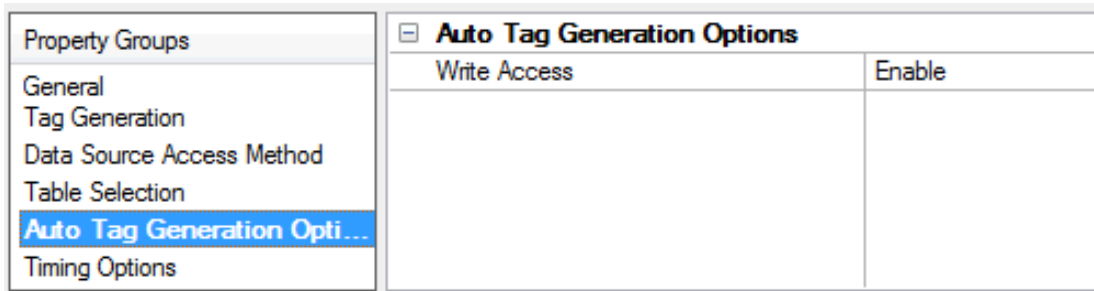 Property Groups
General
Tag Generation
Data Source Access Method
Table Selection
Auto Tag Generation Opti...
Timing Options
Auto Tag Generation Options
Write Access Enable